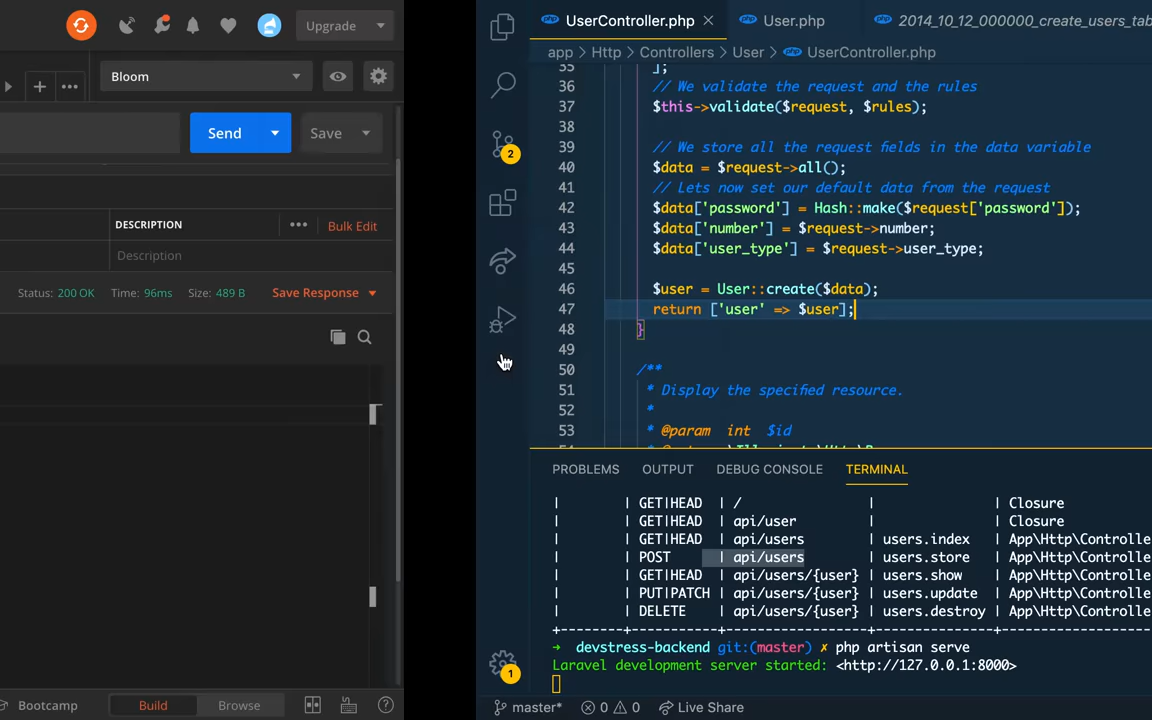 Upgrade
Bloom
Send
Save
DESCRIPTION
Bulk Edit
Description
Status: 200 OK Time: 96ms Size: 489 B Save Response
Bootcamp
Build
Browse
UserController.php
User.php
2014_10_12_000000_create_users_tab
app > Http > Controllers > User > UserController.php
35 ];
36 // We validate the request and the rules
37 $this->validate($request, $rules);
38
39 // We store all the request fields in the data variable
40 $data = $request->all();
41 // Lets now set our default data from the request
42 $data['password'] = Hash::make($request['password']);
43 $data['number'] = $request->number;
44 $data['user_type'] = $request->user_type;
45
46 $user = User::create($data);
47 return ['user' => $user];
48 }
49
50 /**
51 * Display the specified resource.
52 *
53 * @param int $id
2
PROBLEMS OUTPUT DEBUG CONSOLE TERMINAL
| | GET|HEAD | / | | Closure
| | GET|HEAD | api/user | | Closure
| | GET|HEAD | api/users | users.index | App\Http\Controlle
| | POST | api/users | users.store | App\Http\Controlle
| | GET|HEAD | api/users/{user} | users.show | App\Http\Controlle
| | PUT|PATCH | api/users/{user} | users.update | App\Http\Controlle
| | DELETE | api/users/{user} | users.destroy | App\Http\Controlle
+--------+-----------+------------------+---------------+-------------------
→ devstress-backend git:(master) ✗ php artisan serve
Laravel development server started: <http://127.0.0.1:8000>
1
master* 0 0 Live Share